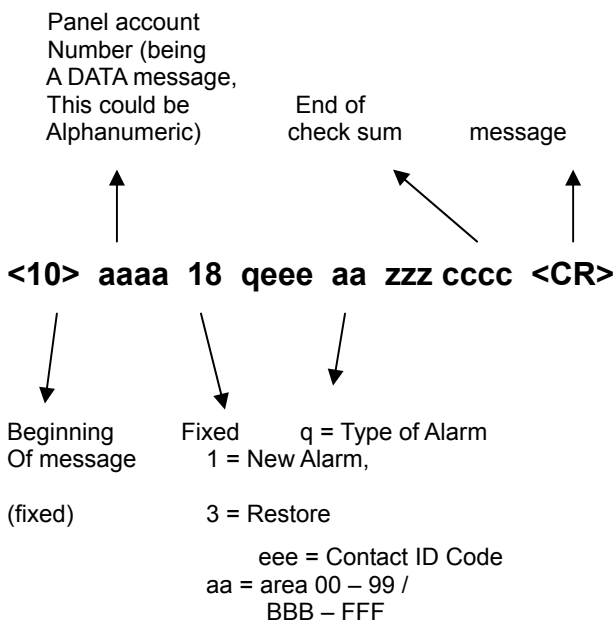 Panel account
Number (being
A DATA message,
This could be
Alphanumeric)
End of
check sum
message
<10> aaaa 18 qeee aa zzz cccc <CR>
Beginning
Of message
(fixed)
Fixed
q = Type of Alarm
1 = New Alarm,
3 = Restore
eee = Contact ID Code
aa = area 00 – 99 /
BBB – FFF